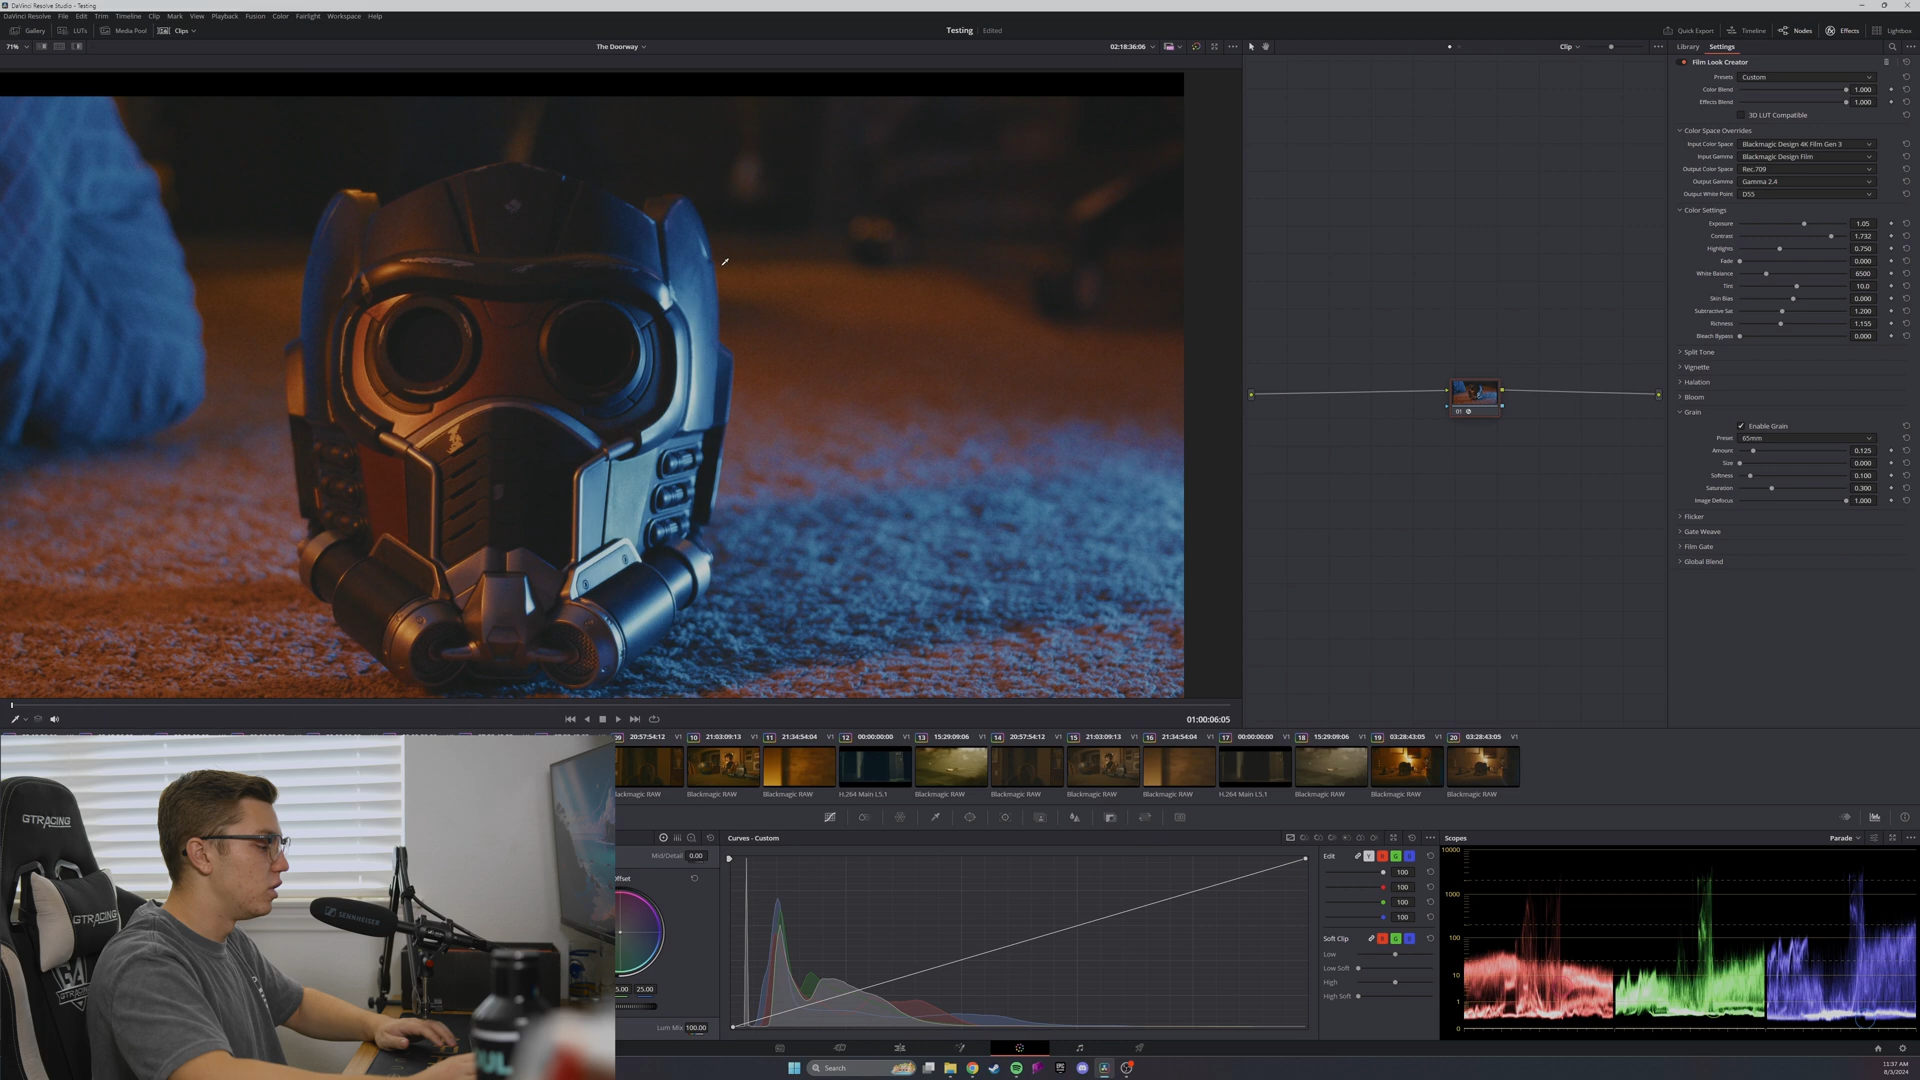 DaVinci Resolve Studio - Testing
DaVinci Resolve File Edit Trim Timeline Clip Mark View Playback Fusion Color Fairlight Workspace Help
Gallery LUTs Media Pool Clips Testing Edited Quick Export Timeline Nodes Effects Lightbox
71% The Doorway 02:18:36:06 Clip Library Settings
Film Look Creator
Presets Custom
Color Blend 1.000
Effects Blend 1.000
3D LUT Compatible
Color Space Overrides
Input Color Space Blackmagic Design 4K Film Gen 3
Input Gamma Blackmagic Design Film
Output Color Space Rec.709
Output Gamma Gamma 2.4
Output White Point D55
Color Settings
Exposure 1.05
Contrast 1.732
Highlights 0.750
Fade 0.000
White Balance 6500
Tint 10.0
Skin Bias 0.000
Subtractive Sat 1.200
Richness 1.155
Bleach Bypass 0.000
Split Tone
Vignette
Halation
Bloom
Grain
Enable Grain
Preset 65mm
Amount 0.125
Size 0.000
Softness 0.100
Saturation 0.300
Image Defocus 1.000
Flicker
Gate Weave
Film Gate
Global Blend
01
01:00:06:05
09 20:57:54:12 V1 10 21:03:09:13 V1 11 21:34:54:04 V1 12 00:00:00:00 V1 13 15:29:09:06 V1 14 20:57:54:12 V1 15 21:03:09:13 V1 16 21:34:54:04 V1 17 00:00:00:00 V1 18 15:29:09:06 V1 19 03:28:43:05 V1 20 03:28:43:05 V1
Blackmagic RAW Blackmagic RAW Blackmagic RAW H.264 Main L5.1 Blackmagic RAW Blackmagic RAW Blackmagic RAW Blackmagic RAW H.264 Main L5.1 Blackmagic RAW Blackmagic RAW Blackmagic RAW
Curves - Custom Scopes Parade
Mid/Detail 0.00 Edit Y R G B
Offset 100
100
100
100
Soft Clip R G B
Low
Low Soft
High
High Soft
25.00
Lum Mix 100.00
10000
1000
100
10
1
0
GTRACING
GTRACING
SENNHEISER
Search
11:37 AM
8/3/2024